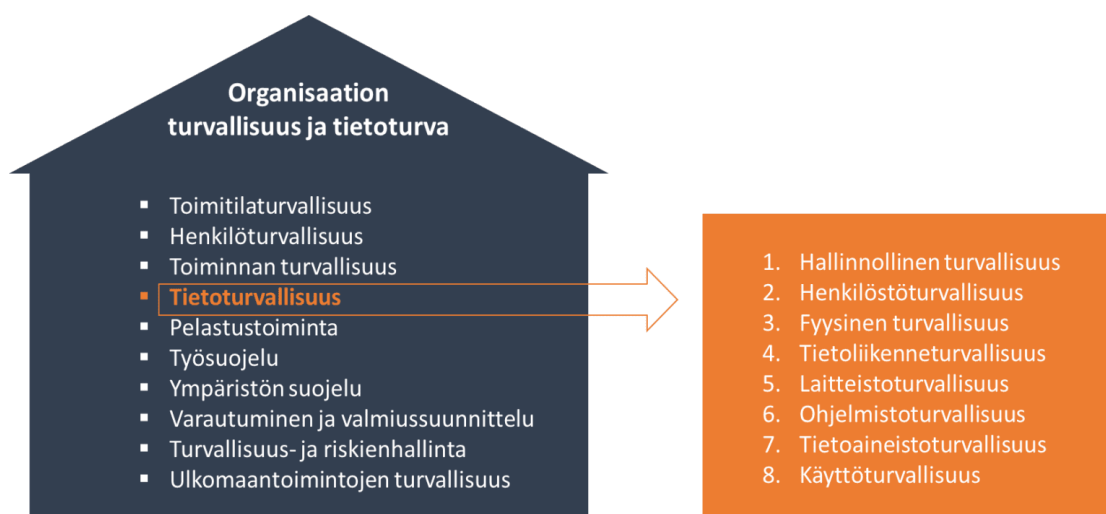 Organisaation
turvallisuus ja tietoturva
▪ Toimitilaturvallisuus
▪ Henkilöturvallisuus
▪ Toiminnan turvallisuus
▪ Tietoturvallisuus
▪ Pelastustoiminta
▪ Työsuojelu
▪ Ympäristön suojelu
▪ Varautuminen ja valmiussuunnittelu
▪ Turvallisuus- ja riskienhallinta
▪ Ulkomaantoimintojen turvallisuus
1. Hallinnollinen turvallisuus
2. Henkilöstöturvallisuus
3. Fyysinen turvallisuus
4. Tietoliikenneturvallisuus
5. Laitteistoturvallisuus
6. Ohjelmistoturvallisuus
7. Tietoaineistoturvallisuus
8. Käyttöturvallisuus